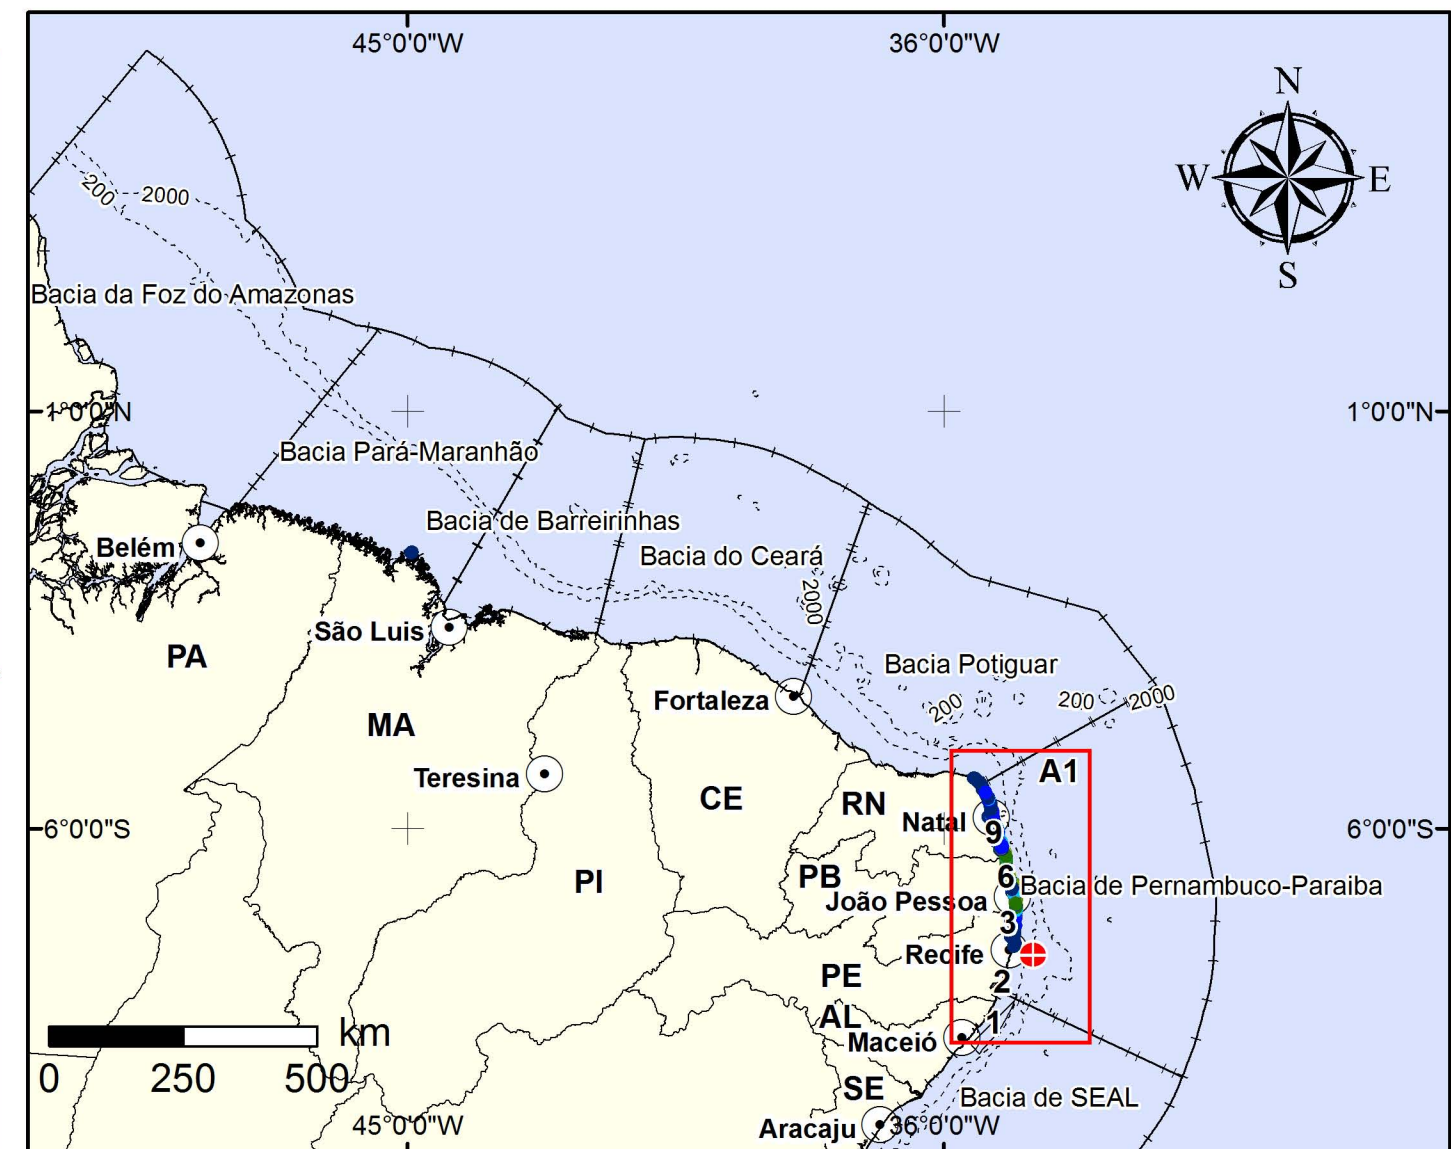 45°0'0"W
36°0'0"W
N
W
E
S
200
2000
Bacia da Foz do Amazonas
1°0'0"N
1°0'0"N
Bacia Pará-Maranhão
Bacia de Barreirinhas
Belém
Bacia do Ceará
2000
São Luis
PA
Bacia Potiguar
Fortaleza
200
200
2000
MA
A1
Teresina
CE
RN
Natal
9
6°0'0"S
6°0'0"S
PI
PB
6
Bacia de Pernambuco-Paraiba
João Pessoa
3
Recife
PE
2
AL
1
km
Maceió
0
250
500
SE
Bacia de SEAL
45°0'0"W
Aracaju
36°0'0"W